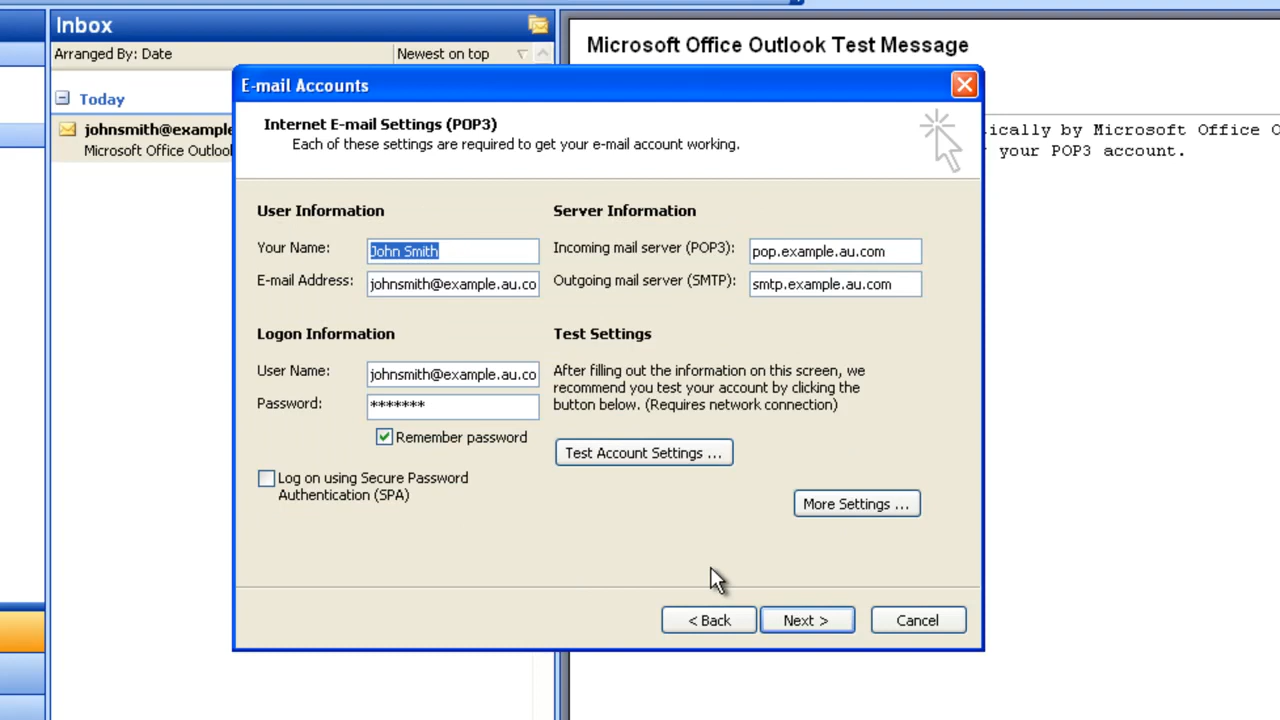 Inbox
Arranged By: Date
Newest on top
Today
johnsmith@example
Microsoft Office Outlook
Microsoft Office Outlook Test Message
ically by Microsoft Office O
your POP3 account.
E-mail Accounts
Internet E-mail Settings (POP3)
Each of these settings are required to get your e-mail account working.
User Information
Your Name: John Smith
E-mail Address: johnsmith@example.au.co
Server Information
Incoming mail server (POP3): pop.example.au.com
Outgoing mail server (SMTP): smtp.example.au.com
Logon Information
User Name: johnsmith@example.au.co
Password: *******
Remember password
Log on using Secure Password
Authentication (SPA)
Test Settings
After filling out the information on this screen, we
recommend you test your account by clicking the
button below. (Requires network connection)
Test Account Settings ...
More Settings ...
< Back
Next >
Cancel